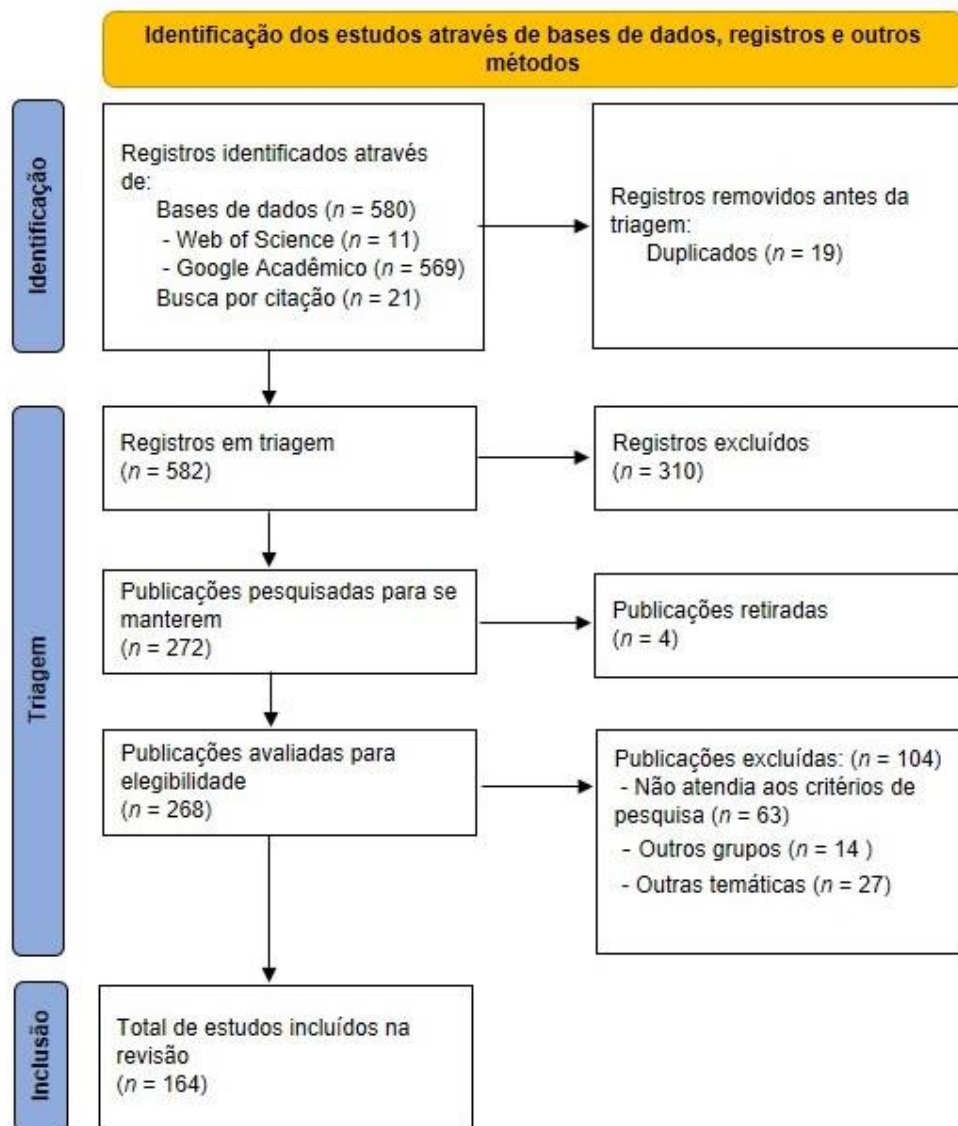 Identificação dos estudos através de bases de dados, registros e outros
métodos
Identificação
Registros identificados através
de:
Bases de dados (n = 580)
- Web of Science (n = 11)
- Google Acadêmico (n = 569)
Busca por citação (n = 21)
Registros removidos antes da
triagem:
Duplicados (n = 19)
Triagem
Registros em triagem
(n = 582)
Registros excluídos
(n = 310)
Publicações pesquisadas para se
manterem
(n = 272)
Publicações retiradas
(n = 4)
Publicações avaliadas para
elegibilidade
(n = 268)
Publicações excluídas: (n = 104)
- Não atendia aos critérios de
pesquisa (n = 63)
- Outros grupos (n = 14 )
- Outras temáticas (n = 27)
Inclusão
Total de estudos incluídos na
revisão
(n = 164)